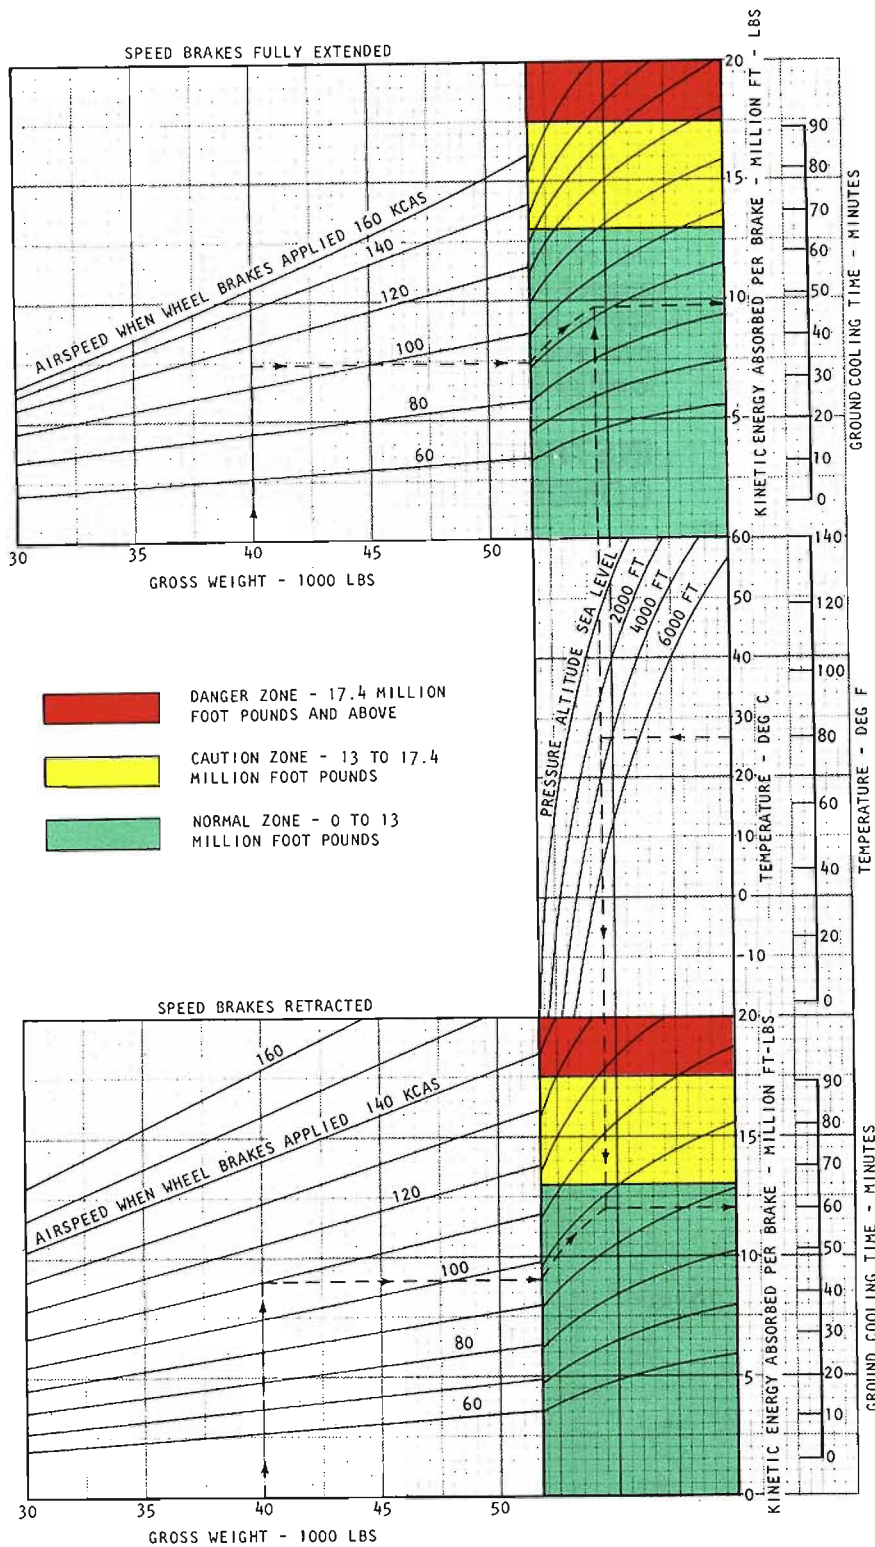 SPEED BRAKES FULLY EXTENDED
20
15
10
5
60
KINETIC ENERGY ABSORBED PER BRAKE - MILLION FT - LBS
90
80
70
60
50
40
30
20
10
0
GROUND COOLING TIME - MINUTES
AIRSPEED WHEN WHEEL BRAKES APPLIED 160 KCAS
140
120
100
80
60
30
35
40
45
50
GROSS WEIGHT - 1000 LBS
PRESSURE ALTITUDE SEA LEVEL
2000 FT
4000 FT
6000 FT
50
40
30
20
10
0
-10
TEMPERATURE - DEG C
140
120
100
80
60
40
20
0
TEMPERATURE - DEG F
DANGER ZONE - 17.4 MILLION
FOOT POUNDS AND ABOVE
CAUTION ZONE - 13 TO 17.4
MILLION FOOT POUNDS
NORMAL ZONE - 0 TO 13
MILLION FOOT POUNDS
SPEED BRAKES RETRACTED
20
15
10
5
0
KINETIC ENERGY ABSORBED PER BRAKE - MILLION FT-LBS
90
80
70
60
50
40
30
20
10
0
GROUND COOLING TIME - MINUTES
160
AIRSPEED WHEN WHEEL BRAKES APPLIED 140 KCAS
120
100
80
60
30
35
40
45
50
GROSS WEIGHT - 1000 LBS